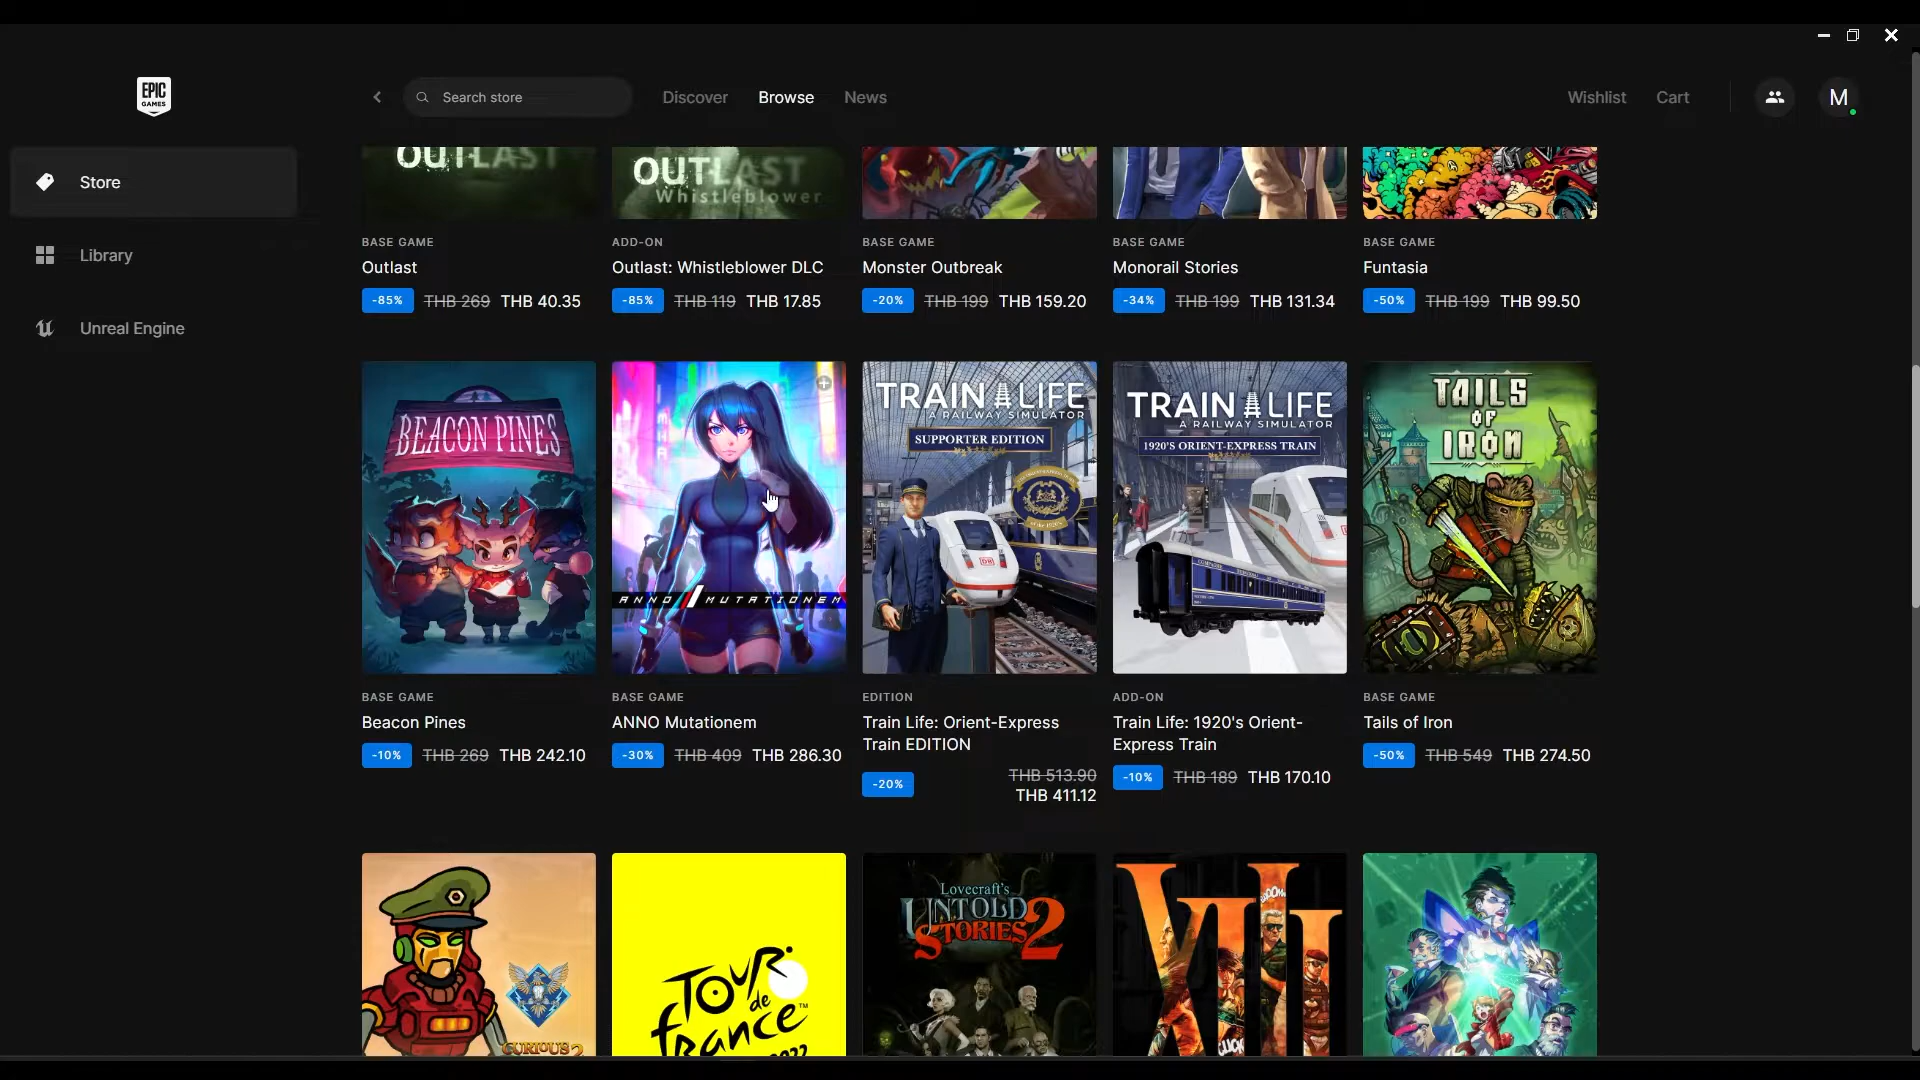 EPIC
GAMES
Search store
Discover
Browse
News
Wishlist
Cart
M
Store
Library
Unreal Engine
OUTLAST
OUTLAST
Whistleblower
BASE GAME
Outlast
-85% THB 269 THB 40.35
ADD-ON
Outlast: Whistleblower DLC
-85% THB 119 THB 17.85
BASE GAME
Monster Outbreak
-20% THB 199 THB 159.20
BASE GAME
Monorail Stories
-34% THB 199 THB 131.34
BASE GAME
Funtasia
-50% THB 199 THB 99.50
BEACON PINES
BASE GAME
Beacon Pines
-10% THB 269 THB 242.10
ANNO MUTATIONEM
BASE GAME
ANNO Mutationem
-30% THB 409 THB 286.30
TRAIN LIFE
A RAILWAY SIMULATOR
SUPPORTER EDITION
EDITION
Train Life: Orient-Express
Train EDITION
-20% THB 513.90
THB 411.12
TRAIN LIFE
A RAILWAY SIMULATOR
1920'S ORIENT-EXPRESS TRAIN
ADD-ON
Train Life: 1920's Orient-
Express Train
-10% THB 189 THB 170.10
TAILS
OF
IRON
BASE GAME
Tails of Iron
-50% THB 549 THB 274.50
TOUR
de
france
Lovecraft's
UNTOLD
STORIES 2
XIII